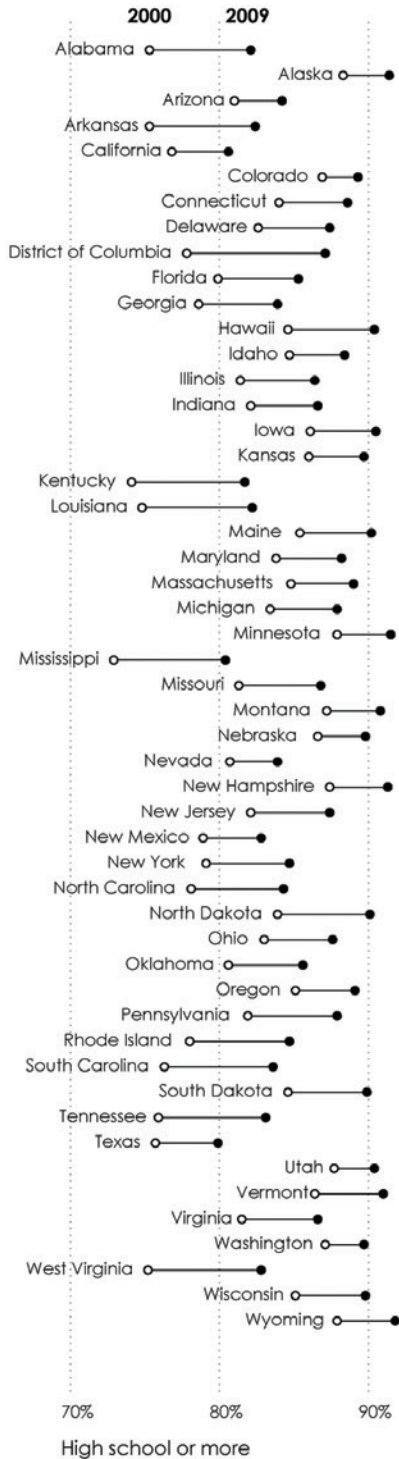 2000 2009
Alabama
Alaska
Arizona
Arkansas
California
Colorado
Connecticut
Delaware
District of Columbia
Florida
Georgia
Hawaii
Idaho
Illinois
Indiana
Iowa
Kansas
Kentucky
Louisiana
Maine
Maryland
Massachusetts
Michigan
Minnesota
Mississippi
Missouri
Montana
Nebraska
Nevada
New Hampshire
New Jersey
New Mexico
New York
North Carolina
North Dakota
Ohio
Oklahoma
Oregon
Pennsylvania
Rhode Island
South Carolina
South Dakota
Tennessee
Texas
Utah
Vermont
Virginia
Washington
West Virginia
Wisconsin
Wyoming
70% 80% 90%
High school or more